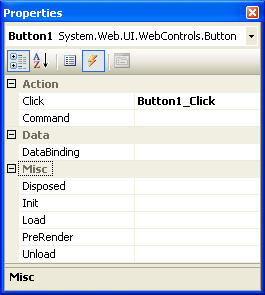 Properties
Button1 System.Web.UI.WebControls.Button
A
Z
Action
Click Button1_Click
Command
Data
DataBinding
Misc
Disposed
Init
Load
PreRender
Unload
Misc